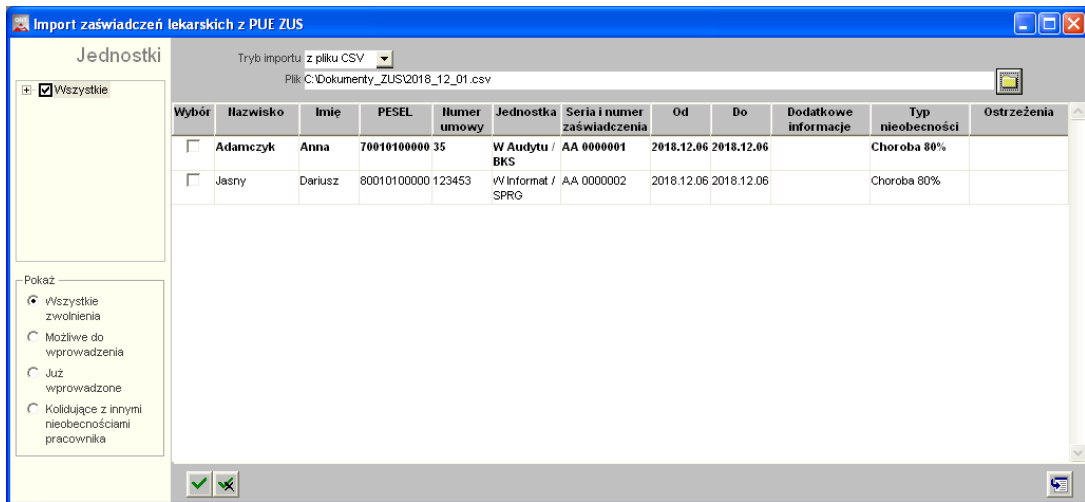 Import zaświadczeń lekarskich z PUE ZUS
Jednostki
Wszystkie
Pokaż
Wszystkie
zwolnienia
Możliwe do
wprowadzenia
Już
wprowadzone
Kolidujące z innymi
nieobecnościami
pracownika
Tryb importu z pliku CSV
Plik C:\Dokumenty_ZUS\2018_12_01.csv
Wybór Nazwisko Imię PESEL Numer umowy Jednostka Seria i numer zaświadczenia Od Do Dodatkowe informacje Typ nieobecności Ostrzeżenia
Adamczyk Anna 70010100000 35 W Audytu / BKS AA 0000001 2018.12.06 2018.12.06 Choroba 80%
Jasny Dariusz 80010100000 123453 W Informat / SPRG AA 0000002 2018.12.06 2018.12.06 Choroba 80%